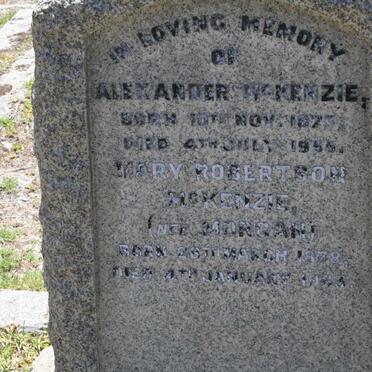 IN LOVING MEMORY
OF
ALEXANDER MCKENZIE,
BORN NOV.
DIED 4TH JULY
MARY ROBERTSON
MCKENZIE,
(NEE MORGAN)
BORN MARCH
DIED 4TH JANUARY